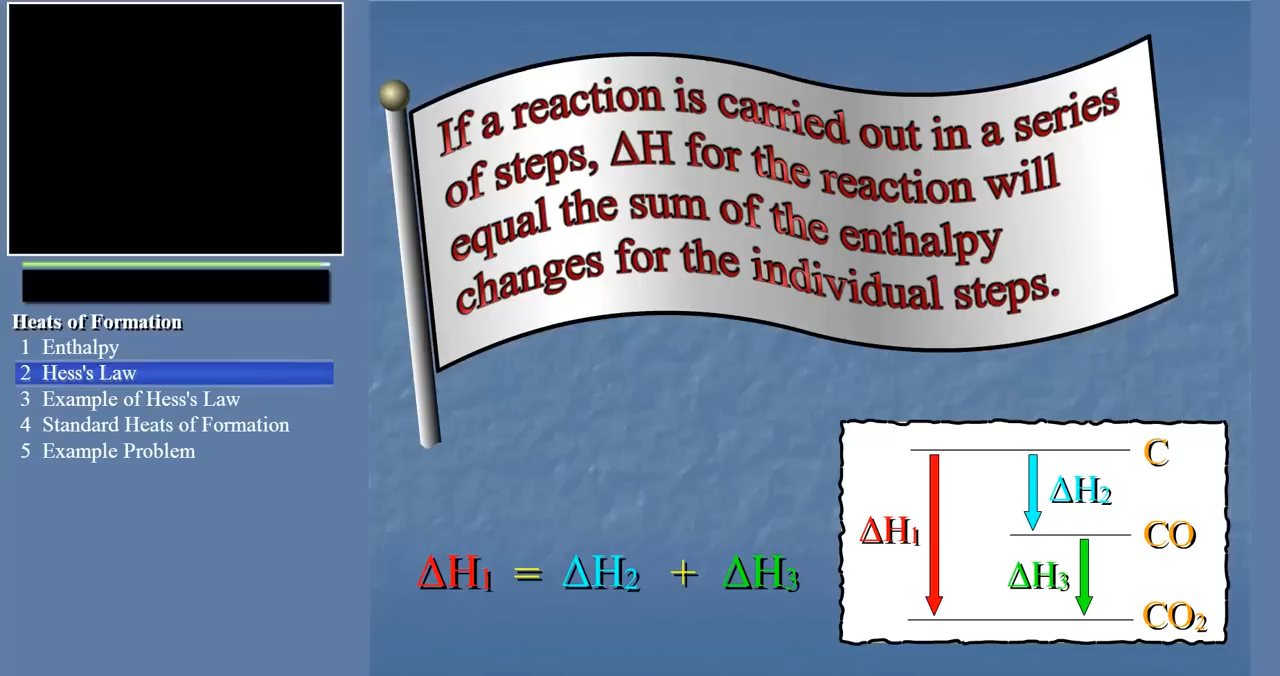 Heats of Formation
1 Enthalpy
2 Hess's Law
3 Example of Hess's Law
4 Standard Heats of Formation
5 Example Problem
If a reaction is carried out in a series
of steps, ΔH for the reaction will
equal the sum of the enthalpy
changes for the individual steps.
ΔH₁ = ΔH₂ + ΔH₃
C
ΔH₂
ΔH₁
CO
ΔH₃
CO₂